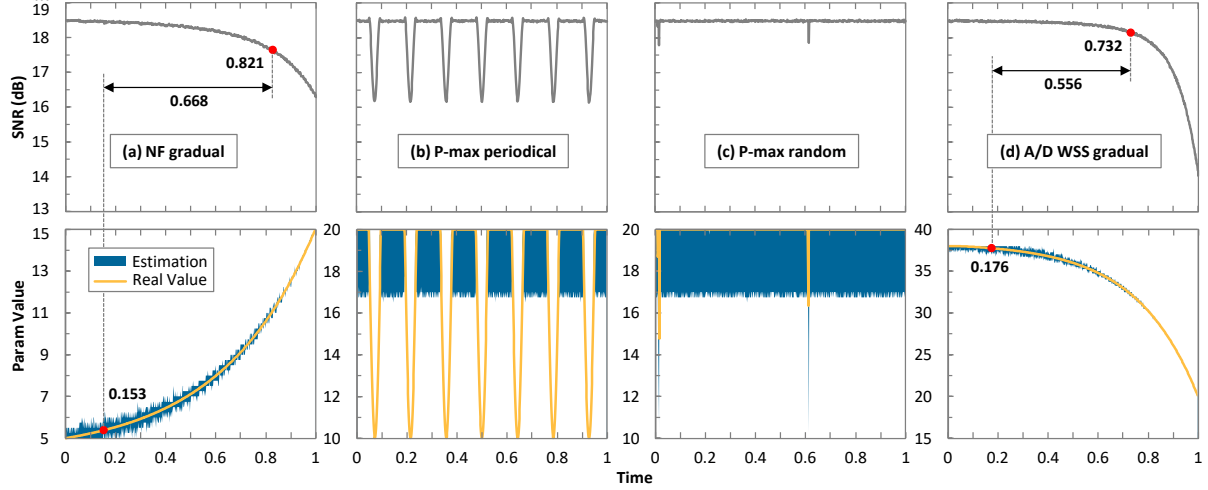 19
18
17
16
15
14
13
SNR (dB)
0.821
0.668
(a) NF gradual
(b) P-max periodical
(c) P-max random
0.732
0.556
(d) A/D WSS gradual
15
13
11
9
7
5
Param Value
Estimation
Real Value
0.153
0 0.2 0.4 0.6 0.8 1
20
18
16
14
12
10
0 0.2 0.4 0.6 0.8 1
20
18
16
14
12
10
0 0.2 0.4 0.6 0.8 1
40
35
30
25
20
15
0.176
0 0.2 0.4 0.6 0.8 1
Time